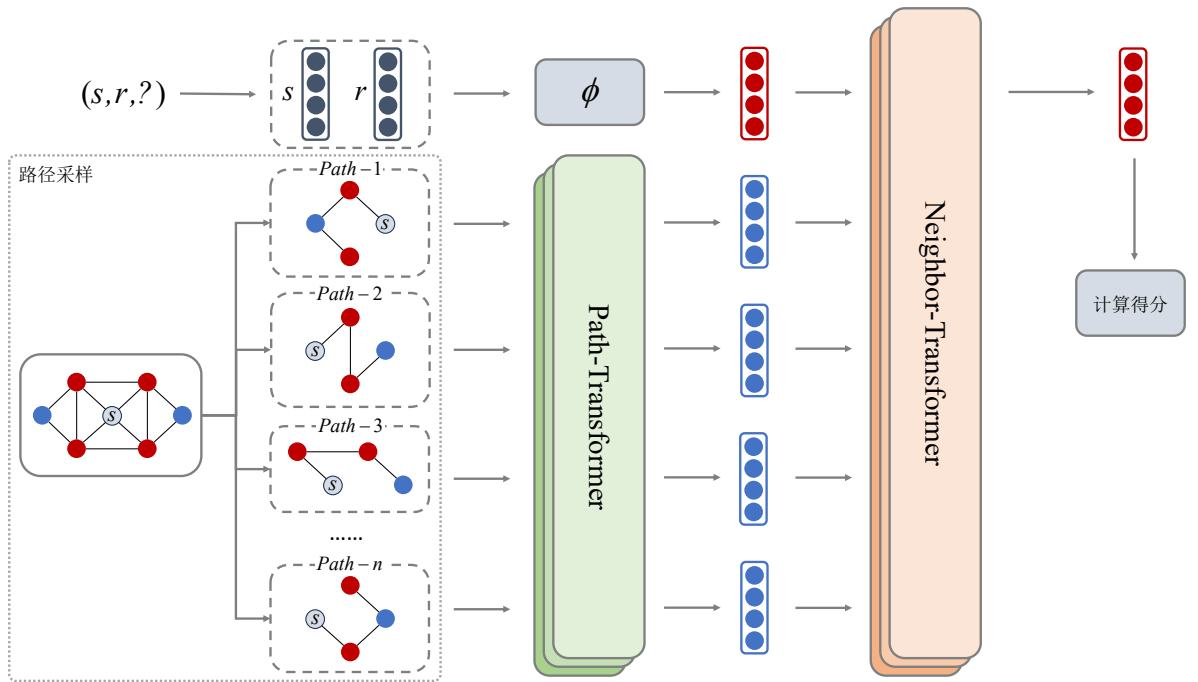 (s,r,?)
s
r
ϕ
路径采样
Path-1
s
Path-2
s
Path-3
s
s
......
Path-n
s
Path-Transformer
Neighbor-Transformer
计算得分